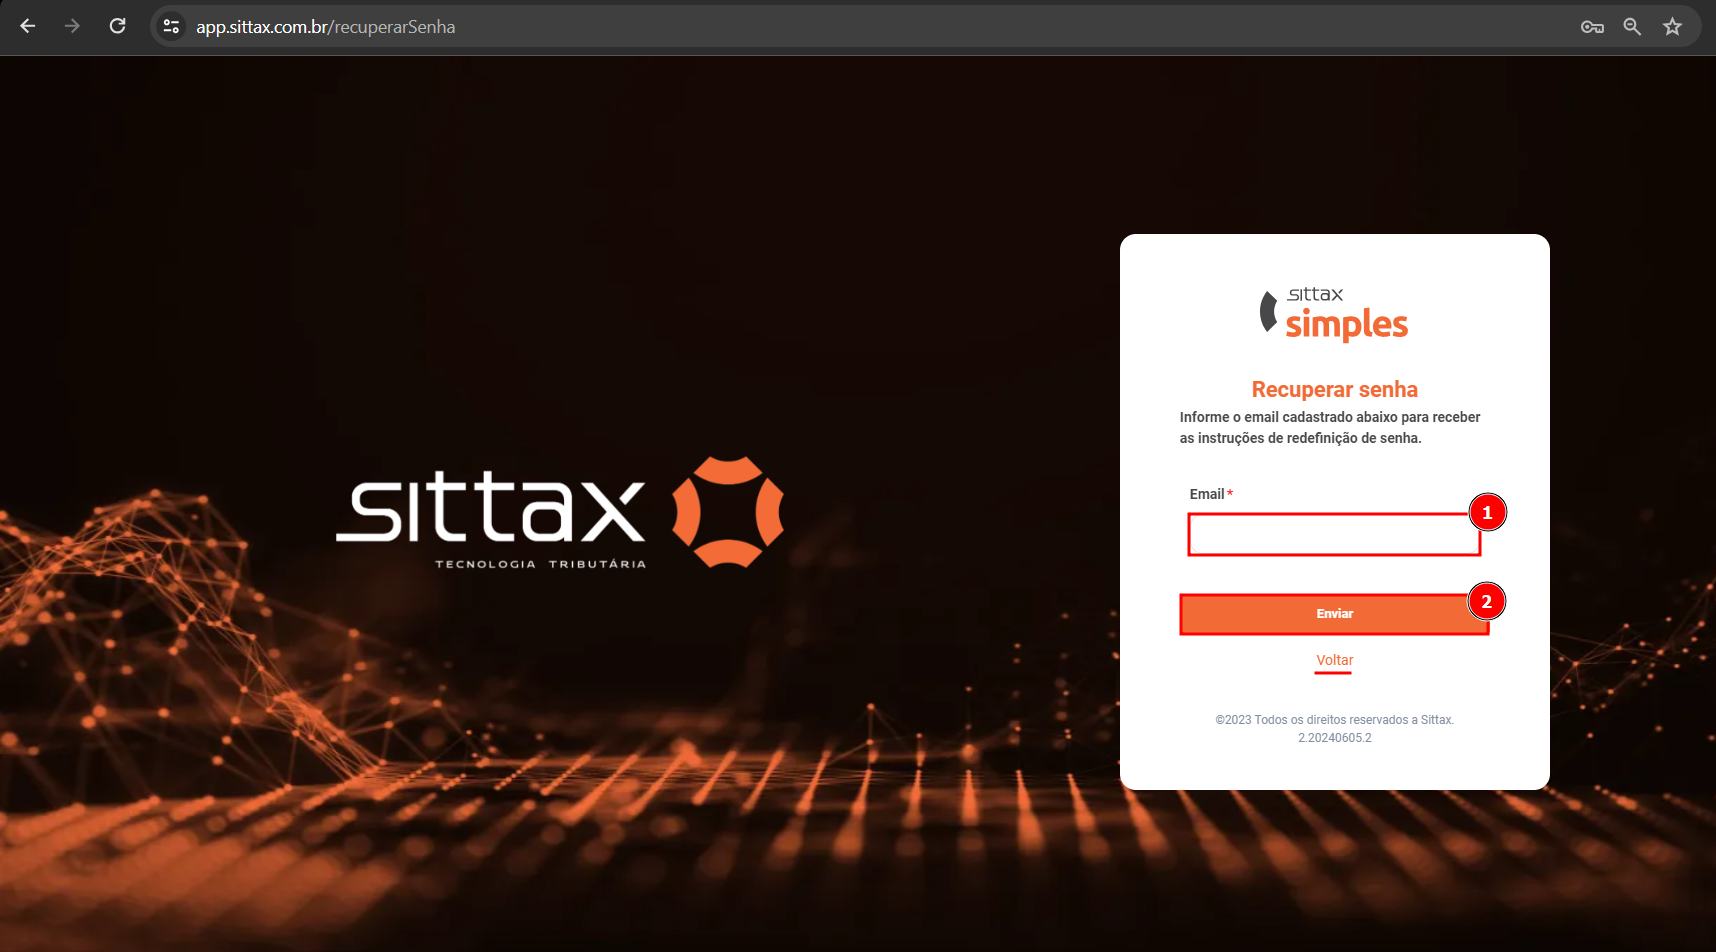 app.sittax.com.br/recuperarSenha
sittax
simples
Recuperar senha
Informe o email cadastrado abaixo para receber
as instruções de redefinição de senha.
sittax
TECNOLOGIA TRIBUTÁRIA
Email *
1
Enviar
2
Voltar
©2023 Todos os direitos reservados a Sittax.
2.20240605.2